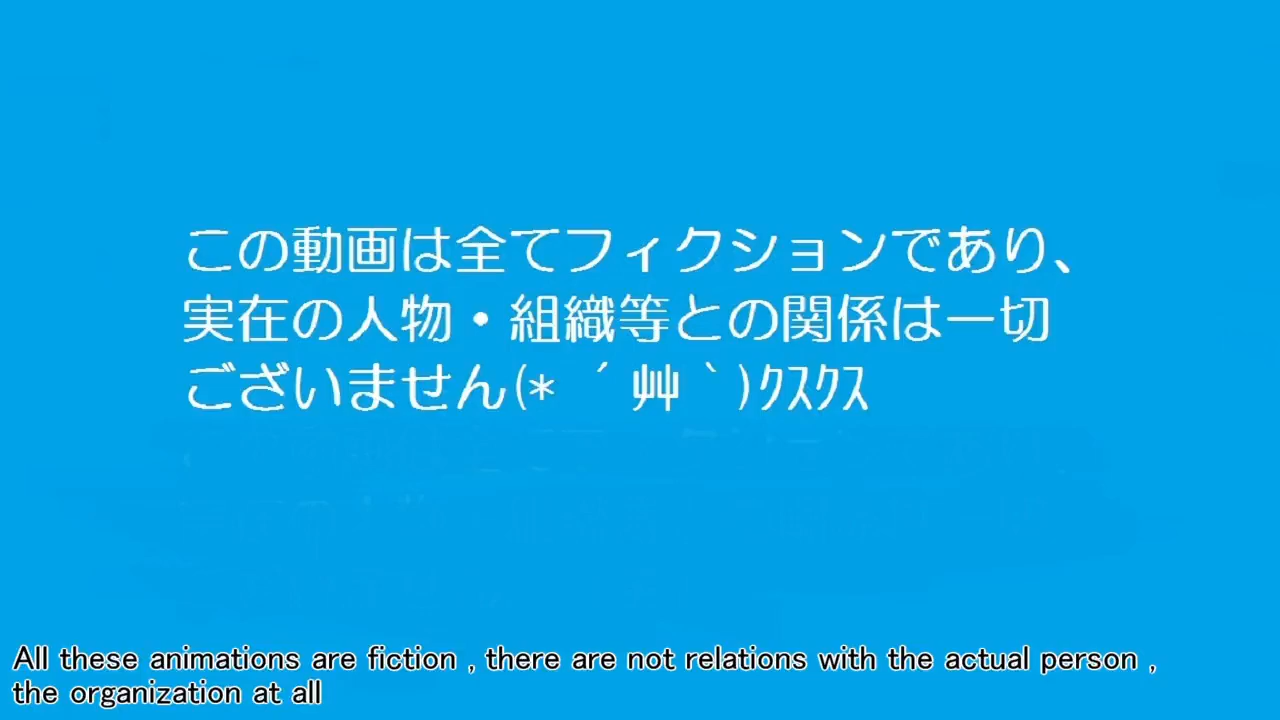 この動画は全てフィクションであり、
実在の人物・組織等との関係は一切
ございません(* ´艸｀)ｸｽｸｽ
All these animations are fiction , there are not relations with the actual person ,
the organization at all